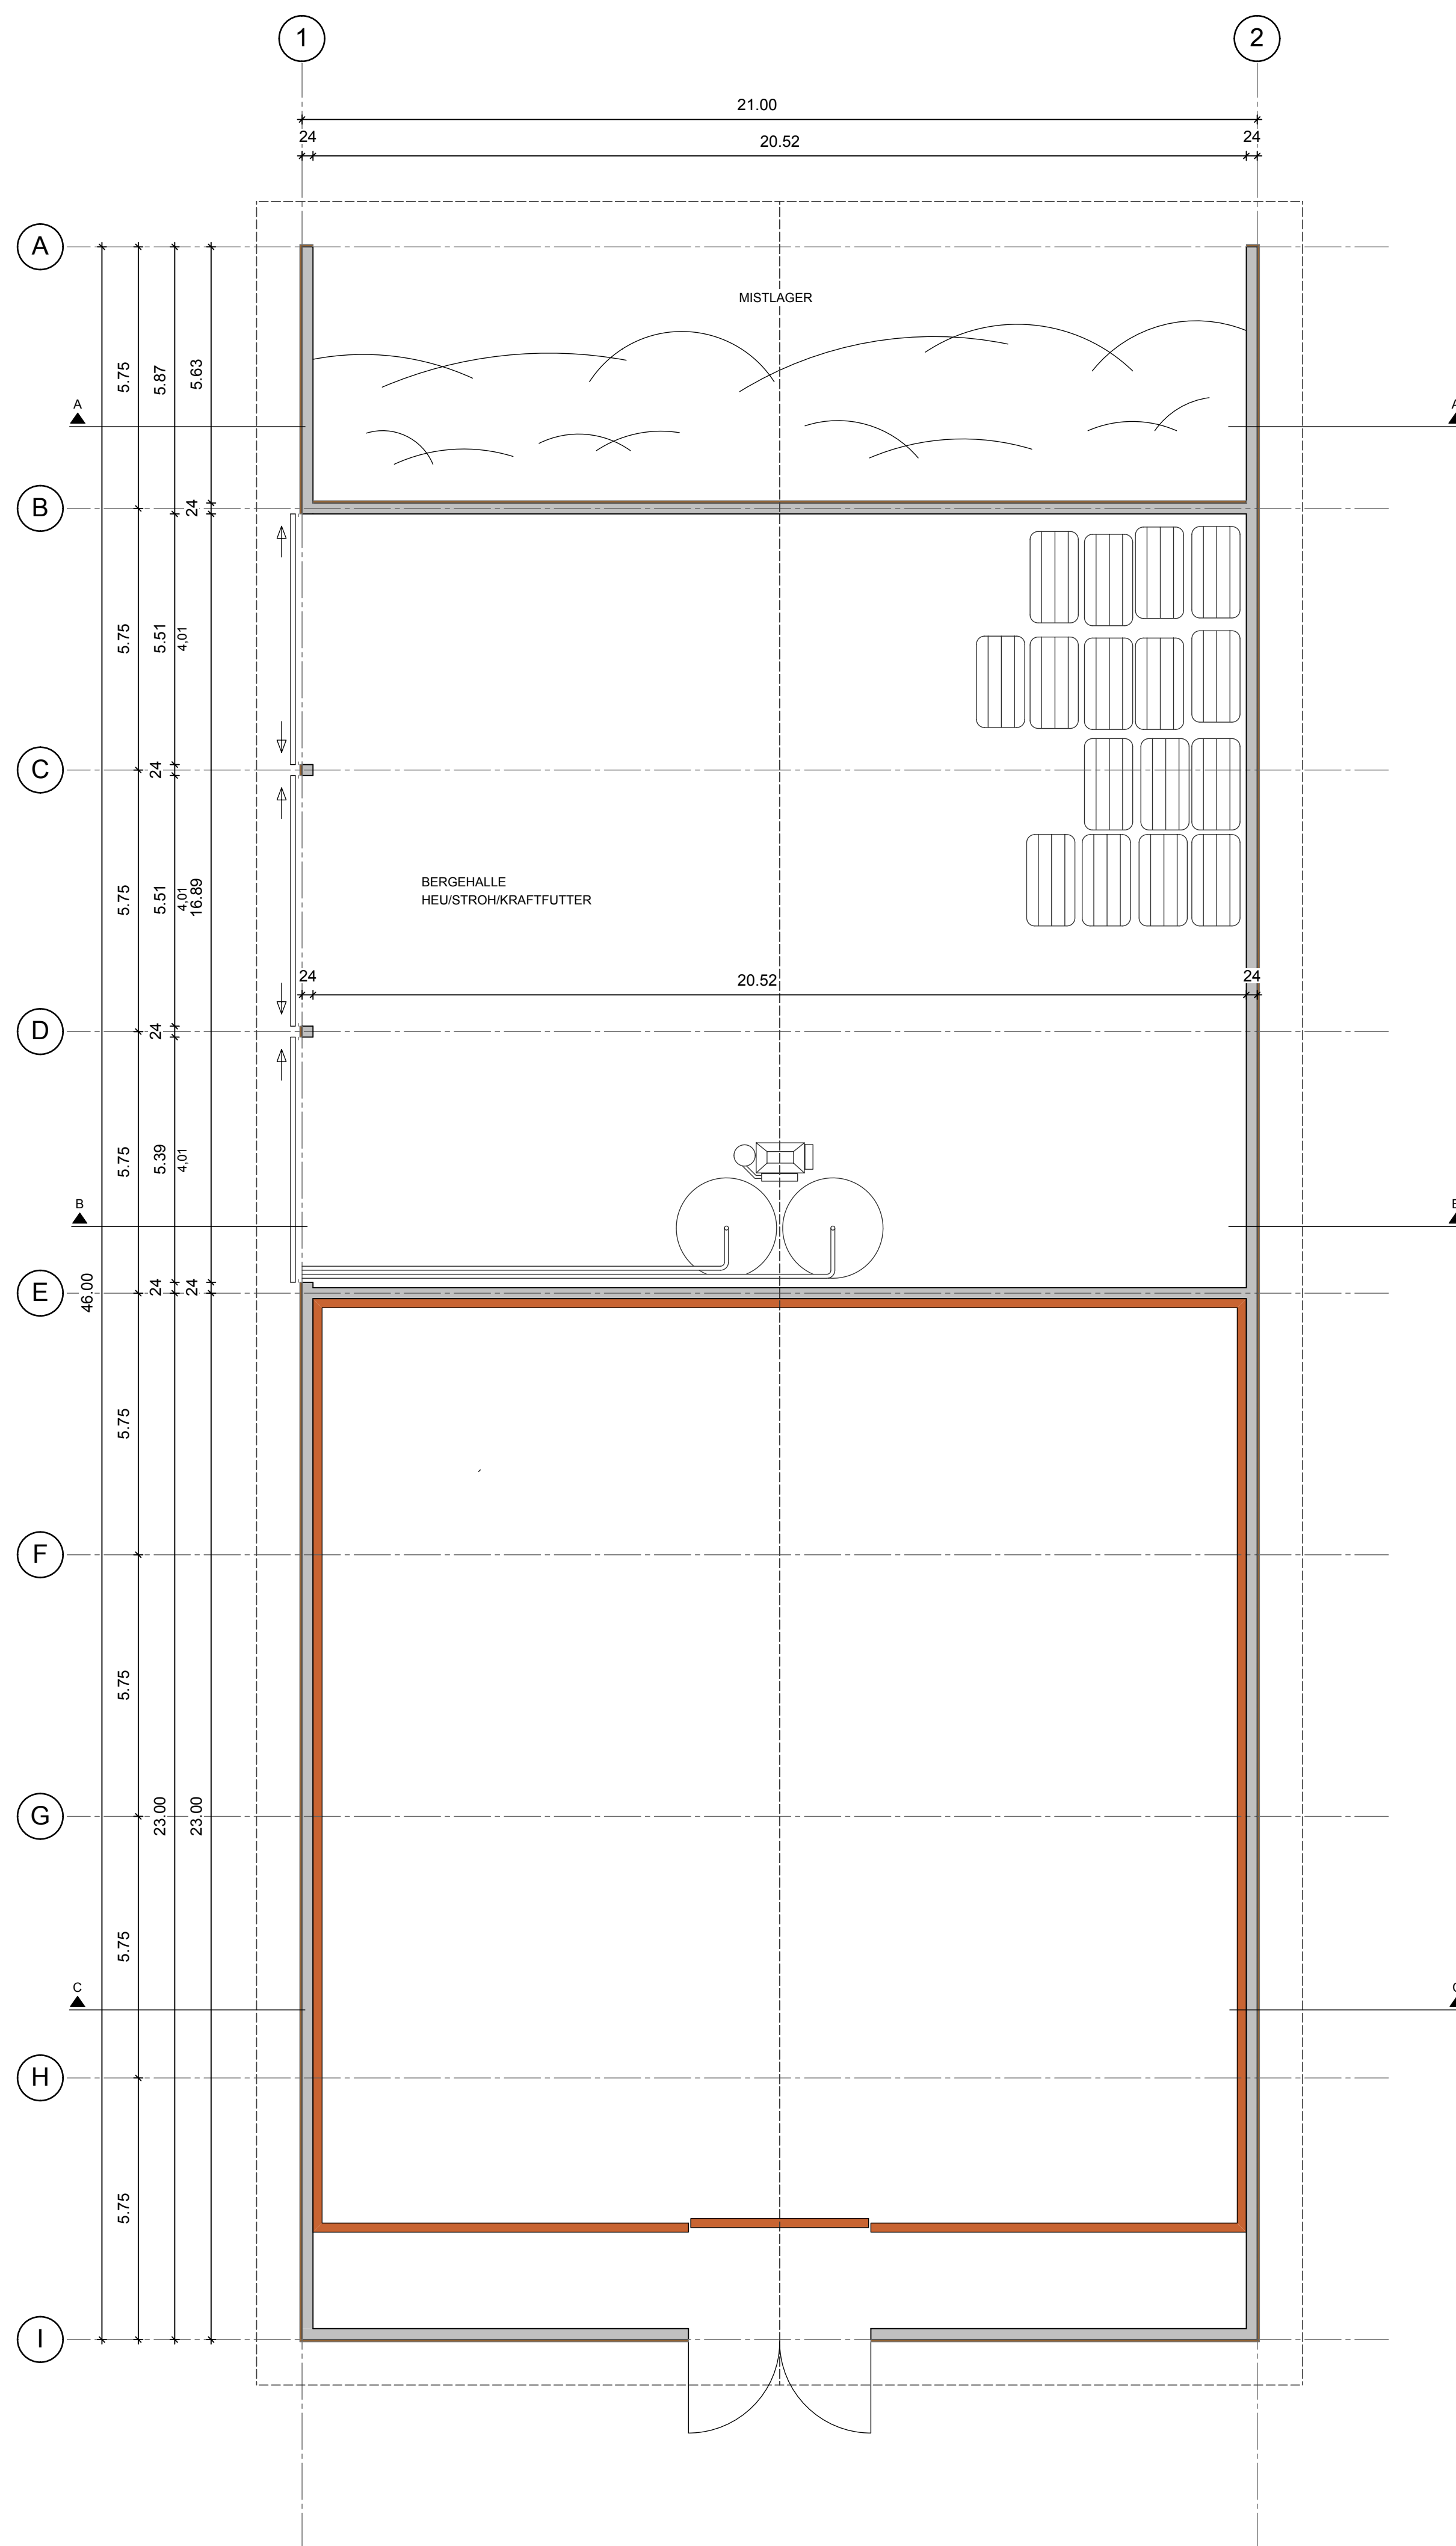 1
2
21.00
24
20.52
24
A
MISTLAGER
5.75
5.87
5.63
A
A
B
24
5.75
5.51
4,01
C
24
BERGEHALLE
HEU/STROH/KRAFTFUTTER
5.75
5.51
4,01
16.89
24
20.52
24
D
24
5.75
5.39
4,01
B
B
E
46.00
24
24
5.75
F
5.75
G
23.00
23.00
5.75
C
C
H
5.75
I